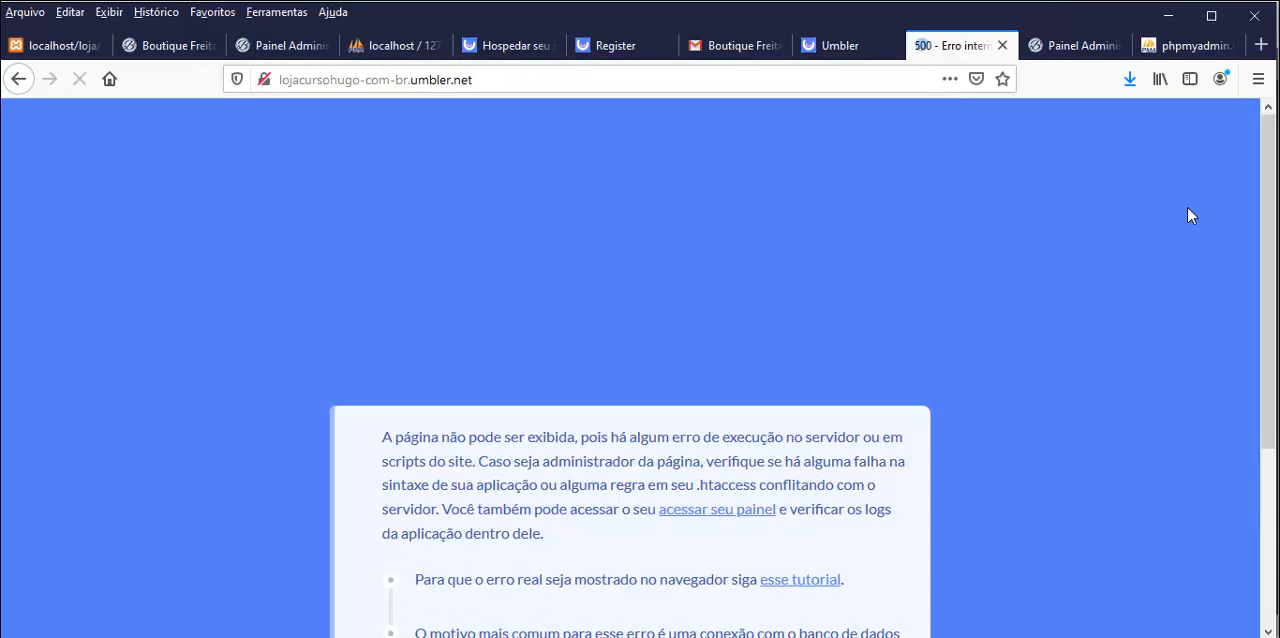 Arquivo Editar Exibir Histórico Favoritos Ferramentas Ajuda
localhost/loja/ Boutique Freita Painel Adminis localhost / 127 Hospedar seu s Register Boutique Freita Umbler 500 - Erro intern Painel Adminis phpmyadmin.
lojacursohugo-com-br.umbler.net
A página não pode ser exibida, pois há algum erro de execução no servidor ou em
scripts do site. Caso seja administrador da página, verifique se há alguma falha na
sintaxe de sua aplicação ou alguma regra em seu .htaccess conflitando com o
servidor. Você também pode acessar o seu acessar seu painel e verificar os logs
da aplicação dentro dele.
Para que o erro real seja mostrado no navegador siga esse tutorial.
O motivo mais comum para esse erro é uma conexão com o banco de dados